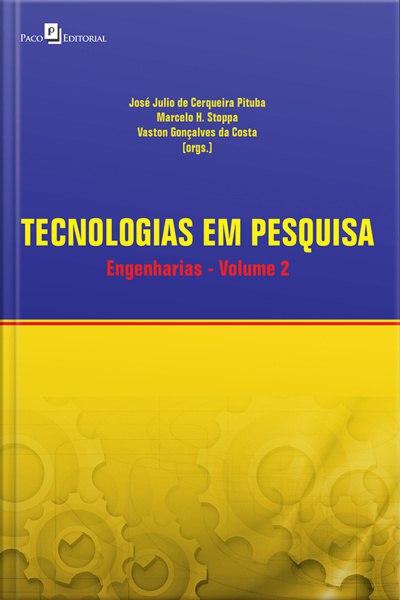 PACO EDITORIAL
José Julio de Cerqueira Pituba
Marcelo H. Stoppa
Vaston Gonçalves da Costa
(orgs.)
TECNOLOGIAS EM PESQUISA
Engenharias - Volume 2